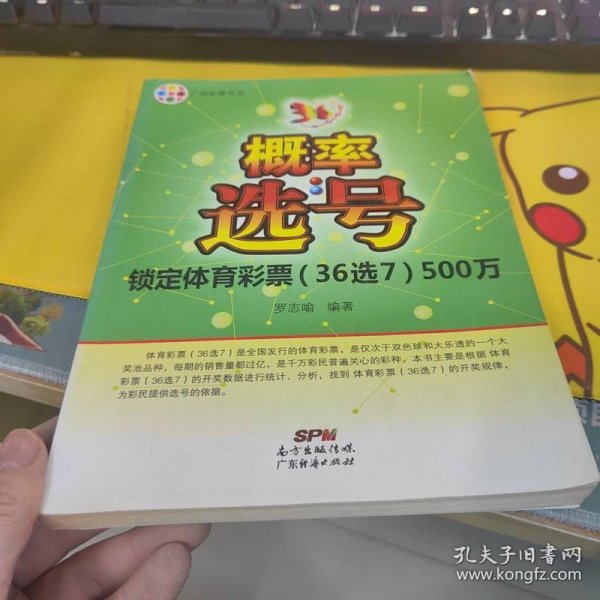 广经彩票书系
36
概率
选号
锁定体育彩票(36选7)500万
罗志喻 编著
体育彩票(36选7)是全国发行的体育彩票,是仅次于双色球和大乐透的一个大
奖池品种,每期的销售量都过亿,是千万彩民普遍关心的彩种。本书主要是根据 体育
彩票(36选7)的开奖数据进行统计、分析,找到 体育彩票(36选7)的开奖规律,
为彩民提供选号的依据。
SPM
南方出版传媒
广东经济出版社
孔夫子旧书网
www.kongfz.com